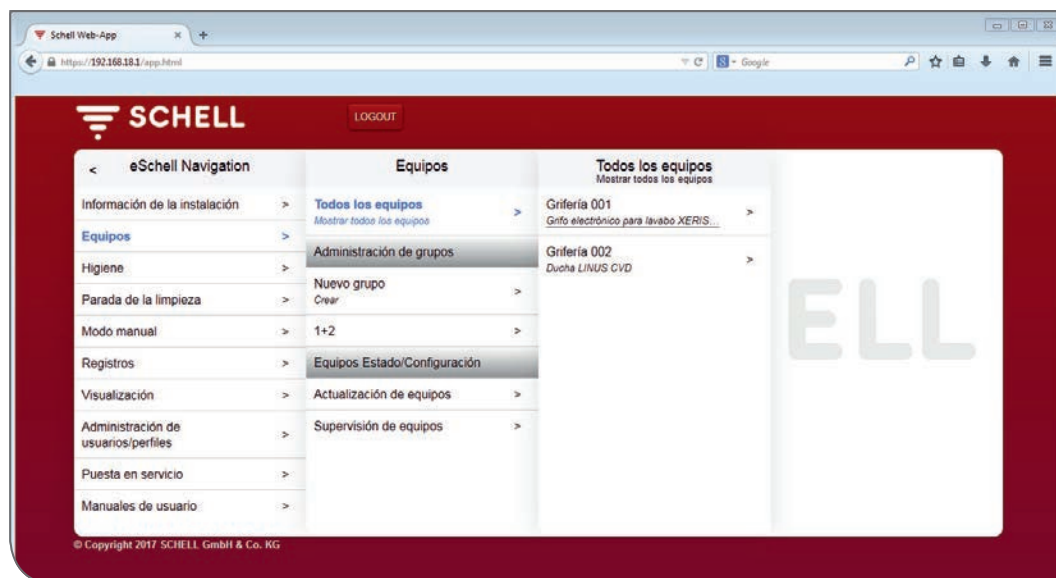 Schell Web-App
https://192.168.18.1/app.html
Google
SCHELL
LOGOUT
< eSchell Navigation
Información de la instalación >
Equipos >
Higiene >
Parada de la limpieza >
Modo manual >
Registros >
Visualización >
Administración de
usuarios/perfiles >
Puesta en servicio >
Manuales de usuario >
Equipos
Todos los equipos >
Mostrar todos los equipos
Administración de grupos
Nuevo grupo >
Crear
1+2 >
Equipos Estado/Configuración
Actualización de equipos >
Supervisión de equipos >
Todos los equipos
Mostrar todos los equipos
Grifería 001 >
Grifo electrónico para lavabo XERIS...
Grifería 002 >
Ducha LINUS CVD
ELL
© Copyright 2017 SCHELL GmbH & Co. KG